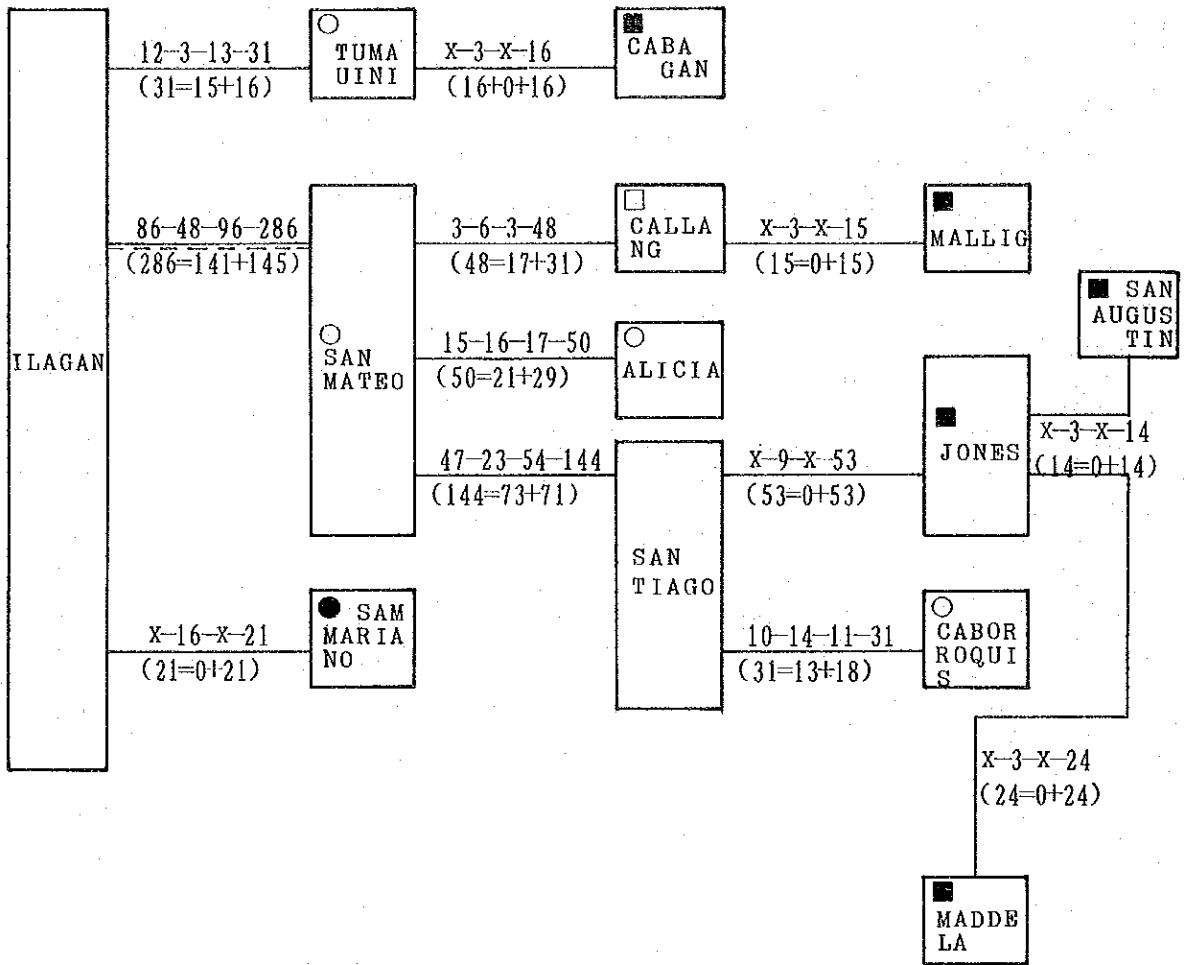 12-3-13-31
(31=15+16)
TUMA
UINI
X-3-X-16
(16+0+16)
CABA
GAN
86-48-96-286
(286=141+145)
3-6-3-48
(48=17+31)
CALLA
NG
X-3-X-15
(15=0+15)
MALLIG
SAN
AUGUS
TIN
ILAGAN
SAN
MATEO
15-16-17-50
(50=21+29)
ALICIA
47-23-54-144
(144=73+71)
X-9-X-53
(53=0+53)
JONES
X-3-X-14
(14=0+14)
SAN
TIAGO
X-16-X-21
(21=0+21)
SAM
MARIA
NO
10-14-11-31
(31=13+18)
CABOR
ROQUI
S
X-3-X-24
(24=0+24)
MADDE
LA